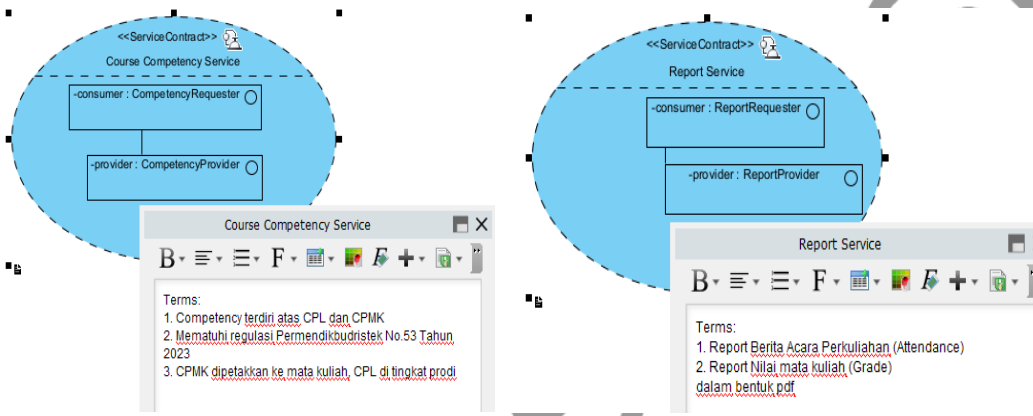 <<ServiceContract>>
Course Competency Service
-consumer : CompetencyRequester
-provider : CompetencyProvider
Course Competency Service
B F F
Terms:
1. Competency terdiri atas CPL dan CPMK
2. Mematuhi regulasi Permendikbudristek No.53 Tahun
2023
3. CPMK dipetakkan ke mata kuliah, CPL di tingkat prodi
<<ServiceContract>>
Report Service
-consumer : ReportRequester
-provider : ReportProvider
Report Service
B F F
Terms:
1. Report Berita Acara Perkuliahan (Attendance)
2. Report Nilai mata kuliah (Grade)
dalam bentuk pdf